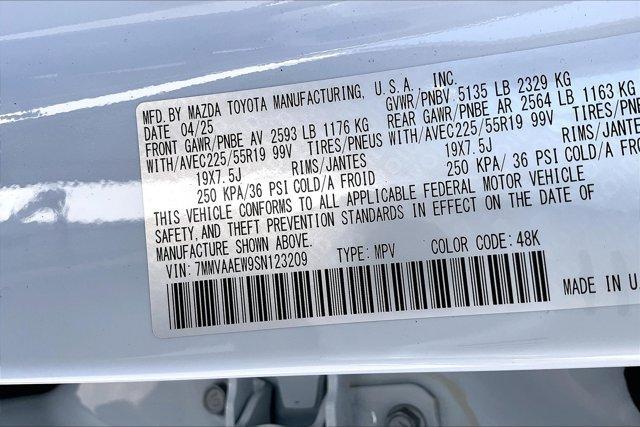 MFD. BY MAZDA TOYOTA MANUFACTURING, U.S.A., INC.
DATE 04/25 GVWR/PNBV 5135 LB 2329 KG
FRONT GAWR/PNBE AV 2593 LB 1176 KG REAR GAWR/PNBE AR 2564 LB 1163 KG
WITH/AVEC225/55R19 99V TIRES/PNEUS WITH/AVEC225/55R19 99V TIRES/PNE
19X7.5J RIMS/JANTES 19X7.5J RIMS/JAN
250 KPA/36 PSI COLD/A FROID 250 KPA/ 36 PSI COLD/A FRO
THIS VEHICLE CONFORMS TO ALL APPLICABLE FEDERAL MOTOR VEHICLE
SAFETY, AND THEFT PREVENTION STANDARDS IN EFFECT ON THE DATE OF
MANUFACTURE SHOWN ABOVE.
VIN: 7MMVAAEW9SN123209 TYPE: MPV COLOR CODE: 48K
MADE IN U.